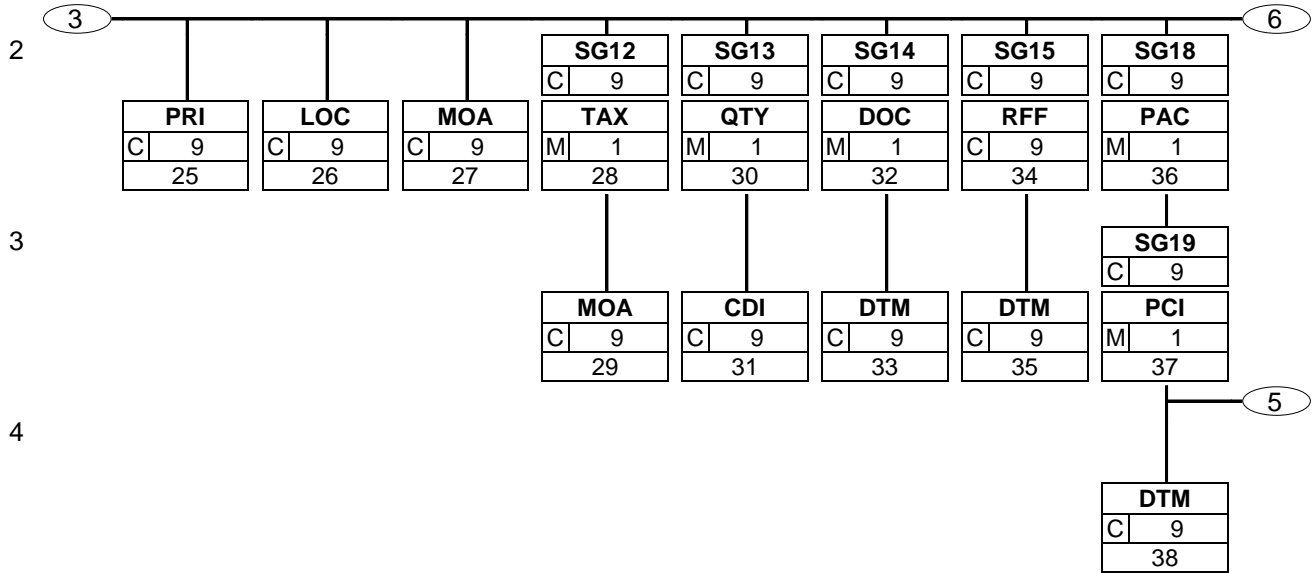 3 6
2 SG12 SG13 SG14 SG15 SG18
C 9 C 9 C 9 C 9 C 9
PRI LOC MOA TAX QTY DOC RFF PAC
C 9 C 9 C 9 M 1 M 1 M 1 C 9 M 1
25 26 27 28 30 32 34 36
3 SG19
C 9
MOA CDI DTM DTM PCI
C 9 C 9 C 9 C 9 M 1
29 31 33 35 37
5
4
DTM
C 9
38